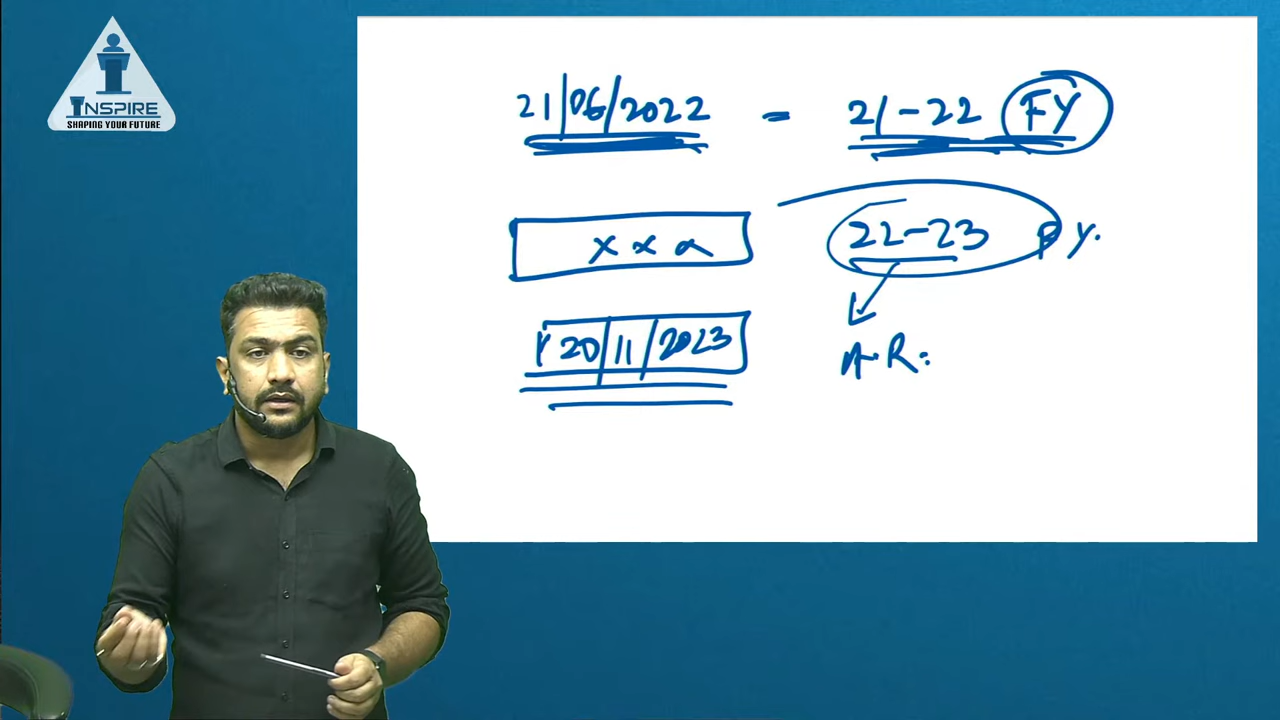 INSPIRE
SHAPING YOUR FUTURE
21/06/2022 = 21-22 FY
x x x 22-23 F Y.
20/11/2023
A.R.